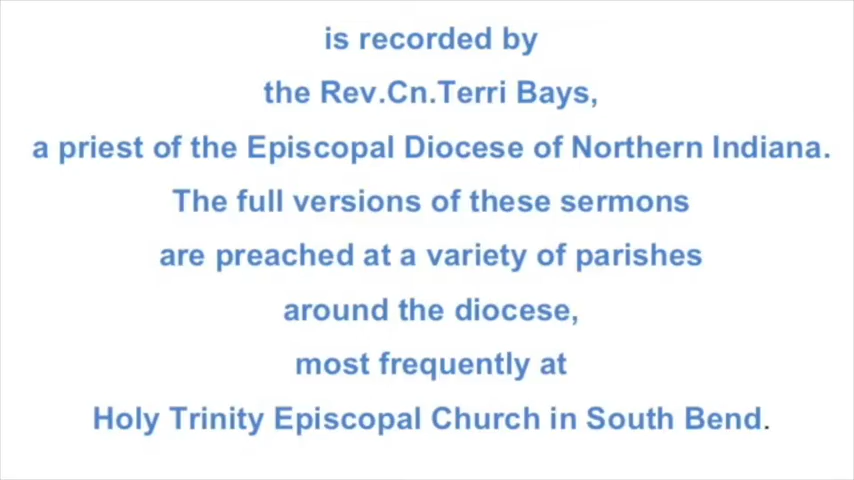 is recorded by
the Rev.Cn.Terri Bays,
a priest of the Episcopal Diocese of Northern Indiana.
The full versions of these sermons
are preached at a variety of parishes
around the diocese,
most frequently at
Holy Trinity Episcopal Church in South Bend.